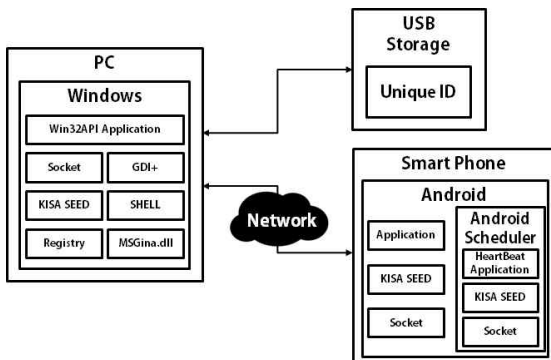 PC
Windows
Win32API Application
Socket
GDI+
KISA SEED
SHELL
Registry
MSGina.dll
USB
Storage
Unique ID
Network
Smart Phone
Android
Application
KISA SEED
Socket
Android
Scheduler
HeartBeat
Application
KISA SEED
Socket